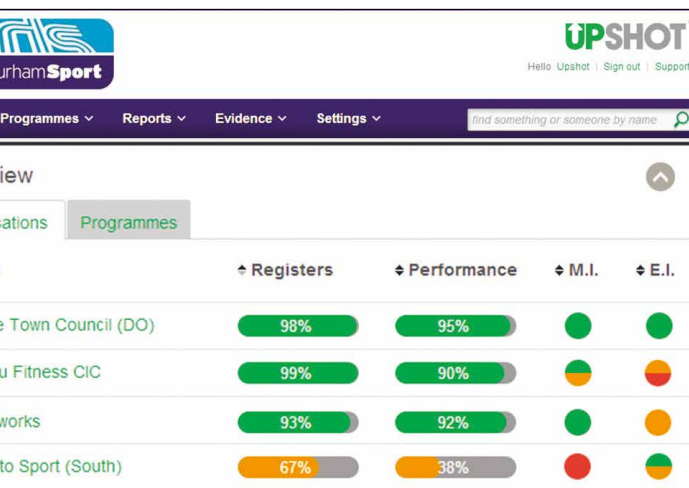 UPSHOT
urhamSport
Hello Upshot | Sign out | Support
Programmes Reports Evidence Settings find something or someone by name
iew
sations Programmes
Registers Performance M.I. E.I.
e Town Council (DO) 98% 95%
u Fitness CIC 99% 90%
works 93% 92%
to Sport (South) 67% 38%